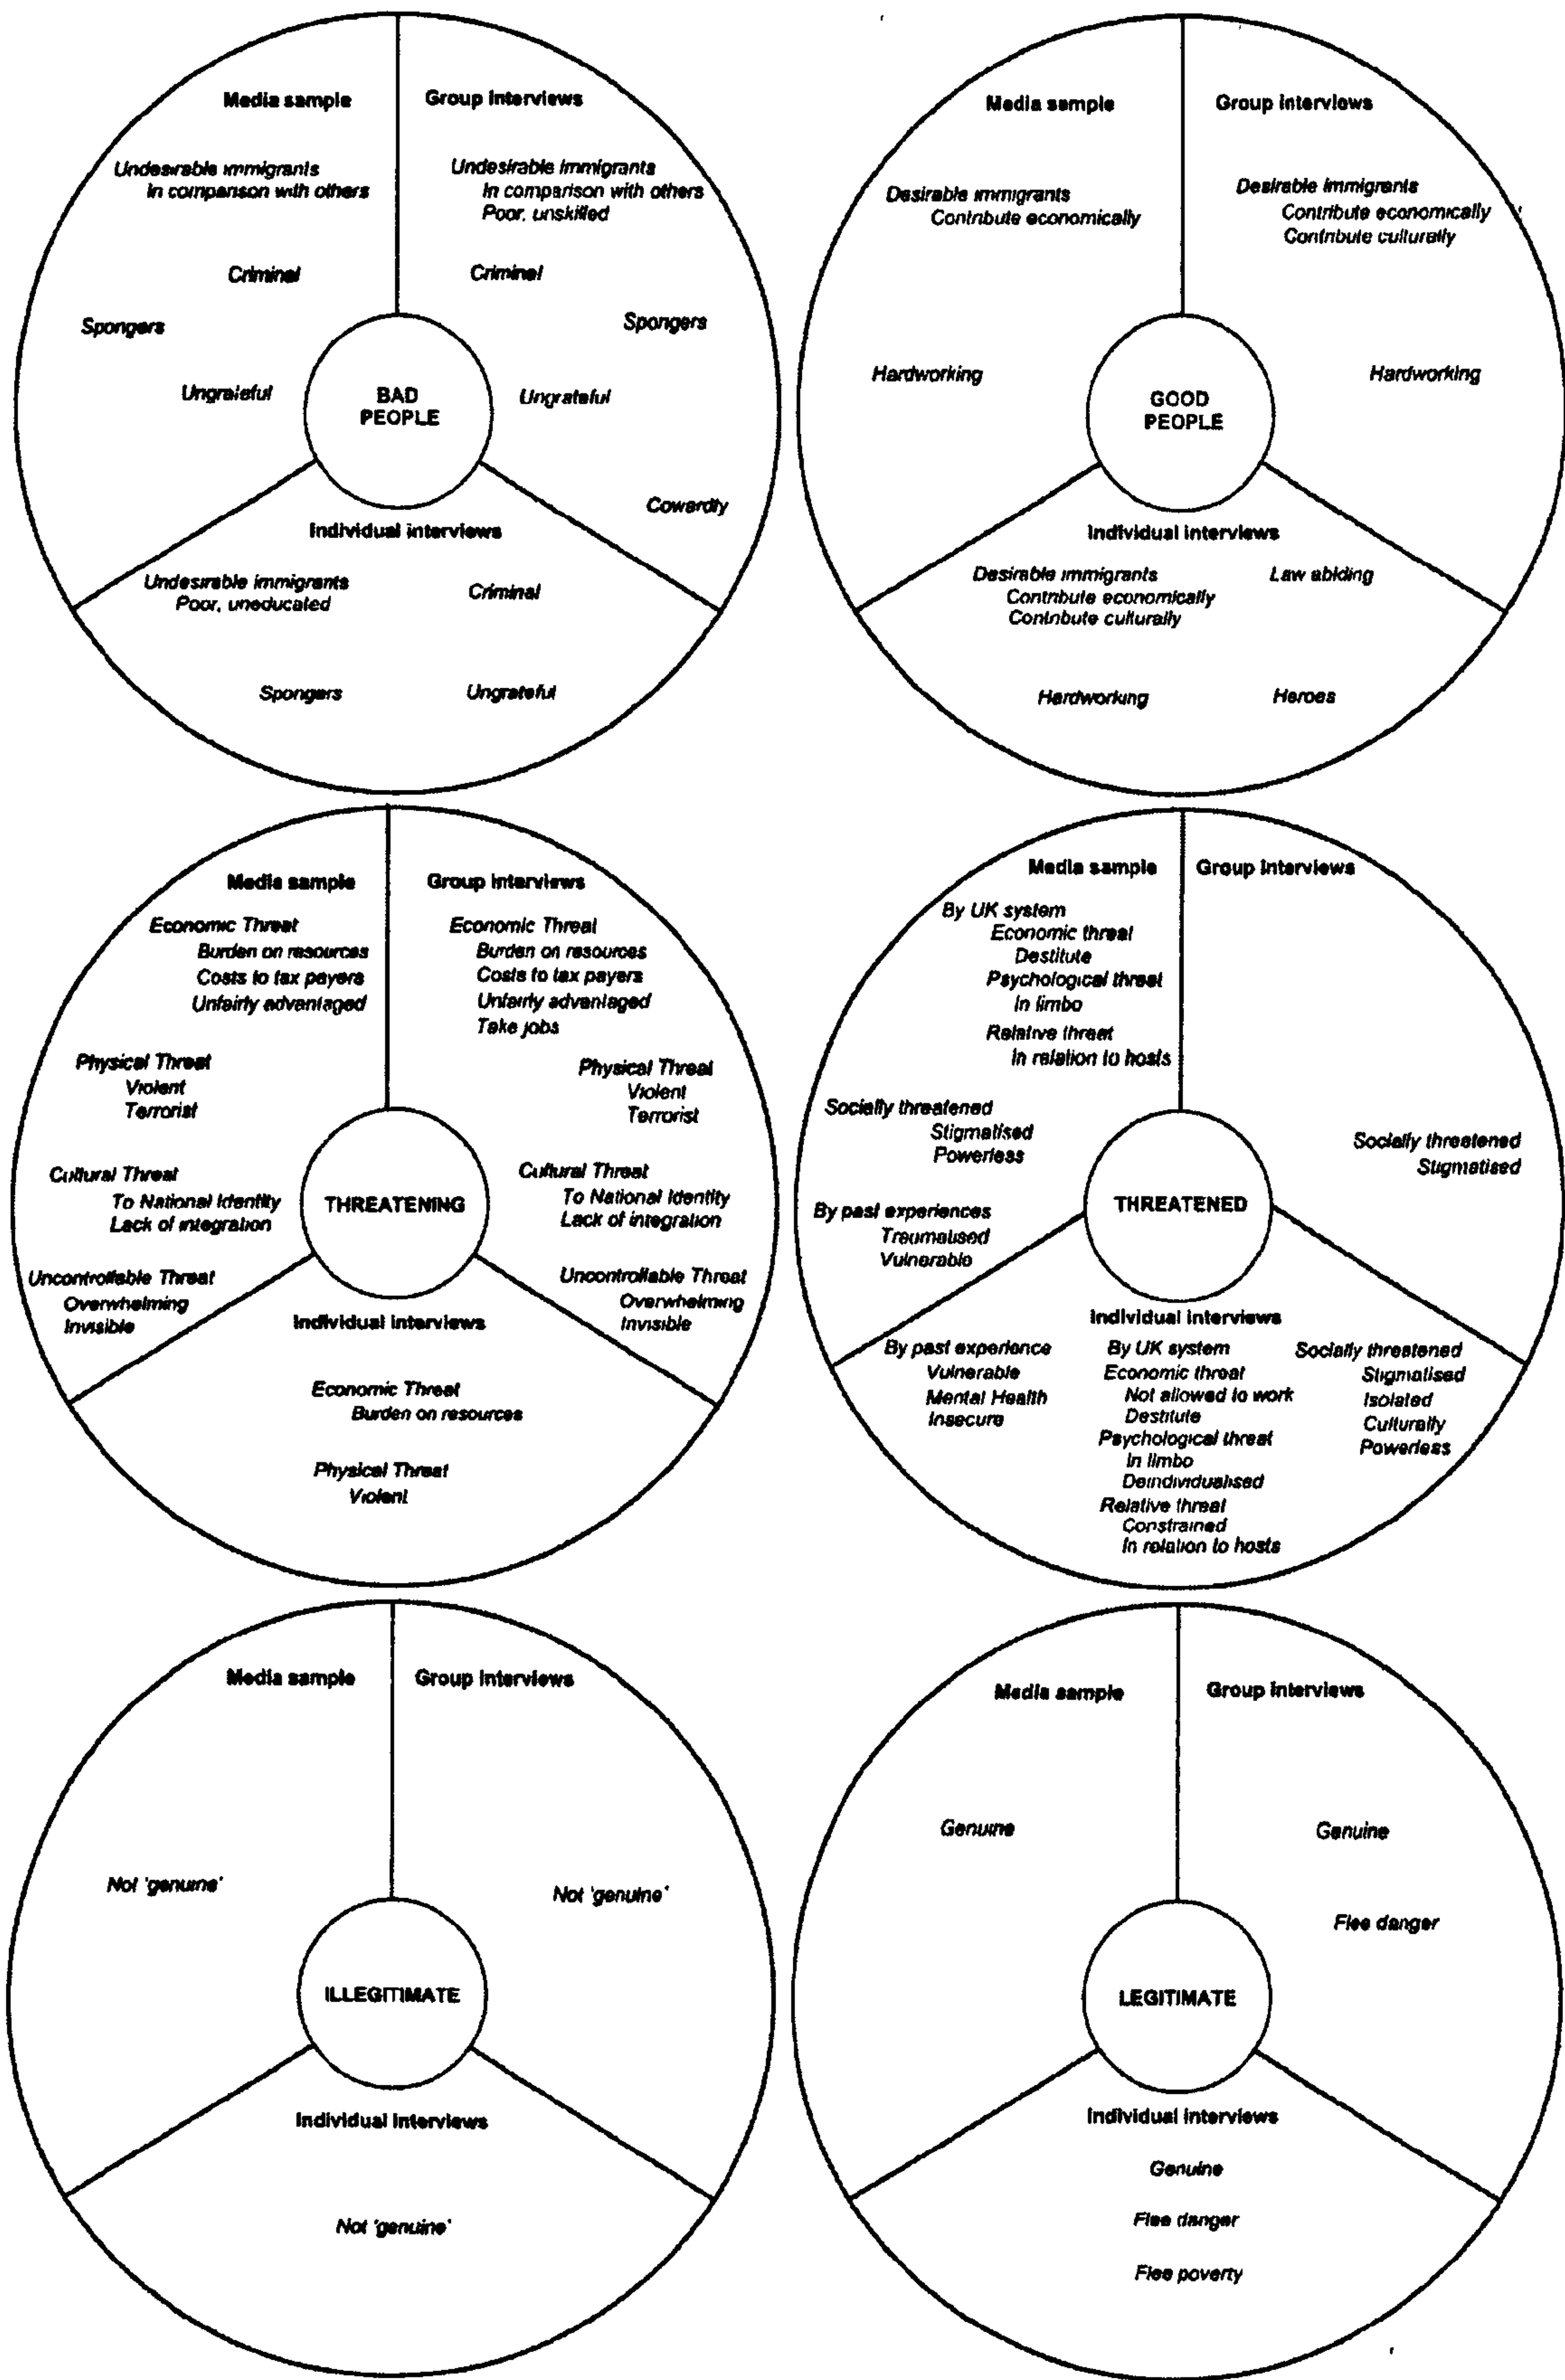 Media sample
Undesirable immigrants
In comparison with others
Criminal
Spongers
Ungrateful
Group interviews
Undesirable immigrants
In comparison with others
Poor, unskilled
Criminal
Spongers
Ungrateful
Cowardly
BAD
PEOPLE
Individual interviews
Undesirable immigrants
Poor, uneducated
Criminal
Spongers
Ungrateful
Media sample
Desirable immigrants
Contribute economically
Hardworking
Group interviews
Desirable immigrants
Contribute economically
Contribute culturally
Hardworking
GOOD
PEOPLE
Individual interviews
Desirable immigrants
Contribute economically
Contribute culturally
Law abiding
Hardworking
Heroes
Media sample
Economic Threat
Burden on resources
Costs to tax payers
Unfairly advantaged
Physical Threat
Violent
Terrorist
Cultural Threat
To National Identity
Lack of integration
Uncontrollable Threat
Overwhelming
Invisible
Group interviews
Economic Threat
Burden on resources
Costs to tax payers
Unfairly advantaged
Take jobs
Physical Threat
Violent
Terrorist
Cultural Threat
To National Identity
Lack of integration
Uncontrollable Threat
Overwhelming
Invisible
THREATENING
Individual interviews
Economic Threat
Burden on resources
Physical Threat
Violent
Media sample
By UK system
Economic threat
Destitute
Psychological threat
In limbo
Relative threat
In relation to hosts
Socially threatened
Stigmatised
Powerless
By past experiences
Traumatised
Vulnerable
Group interviews
Socially threatened
Stigmatised
THREATENED
Individual interviews
By past experience
Vulnerable
Mental Health
Insecure
By UK system
Economic threat
Not allowed to work
Destitute
Psychological threat
In limbo
Deindividualised
Relative threat
Constrained
In relation to hosts
Socially threatened
Stigmatised
Isolated
Culturally
Powerless
Media sample
Not 'genuine'
Group interviews
Not 'genuine'
ILLEGITIMATE
Individual interviews
Not 'genuine'
Media sample
Genuine
Group interviews
Genuine
Flee danger
LEGITIMATE
Individual interviews
Genuine
Flee danger
Flee poverty